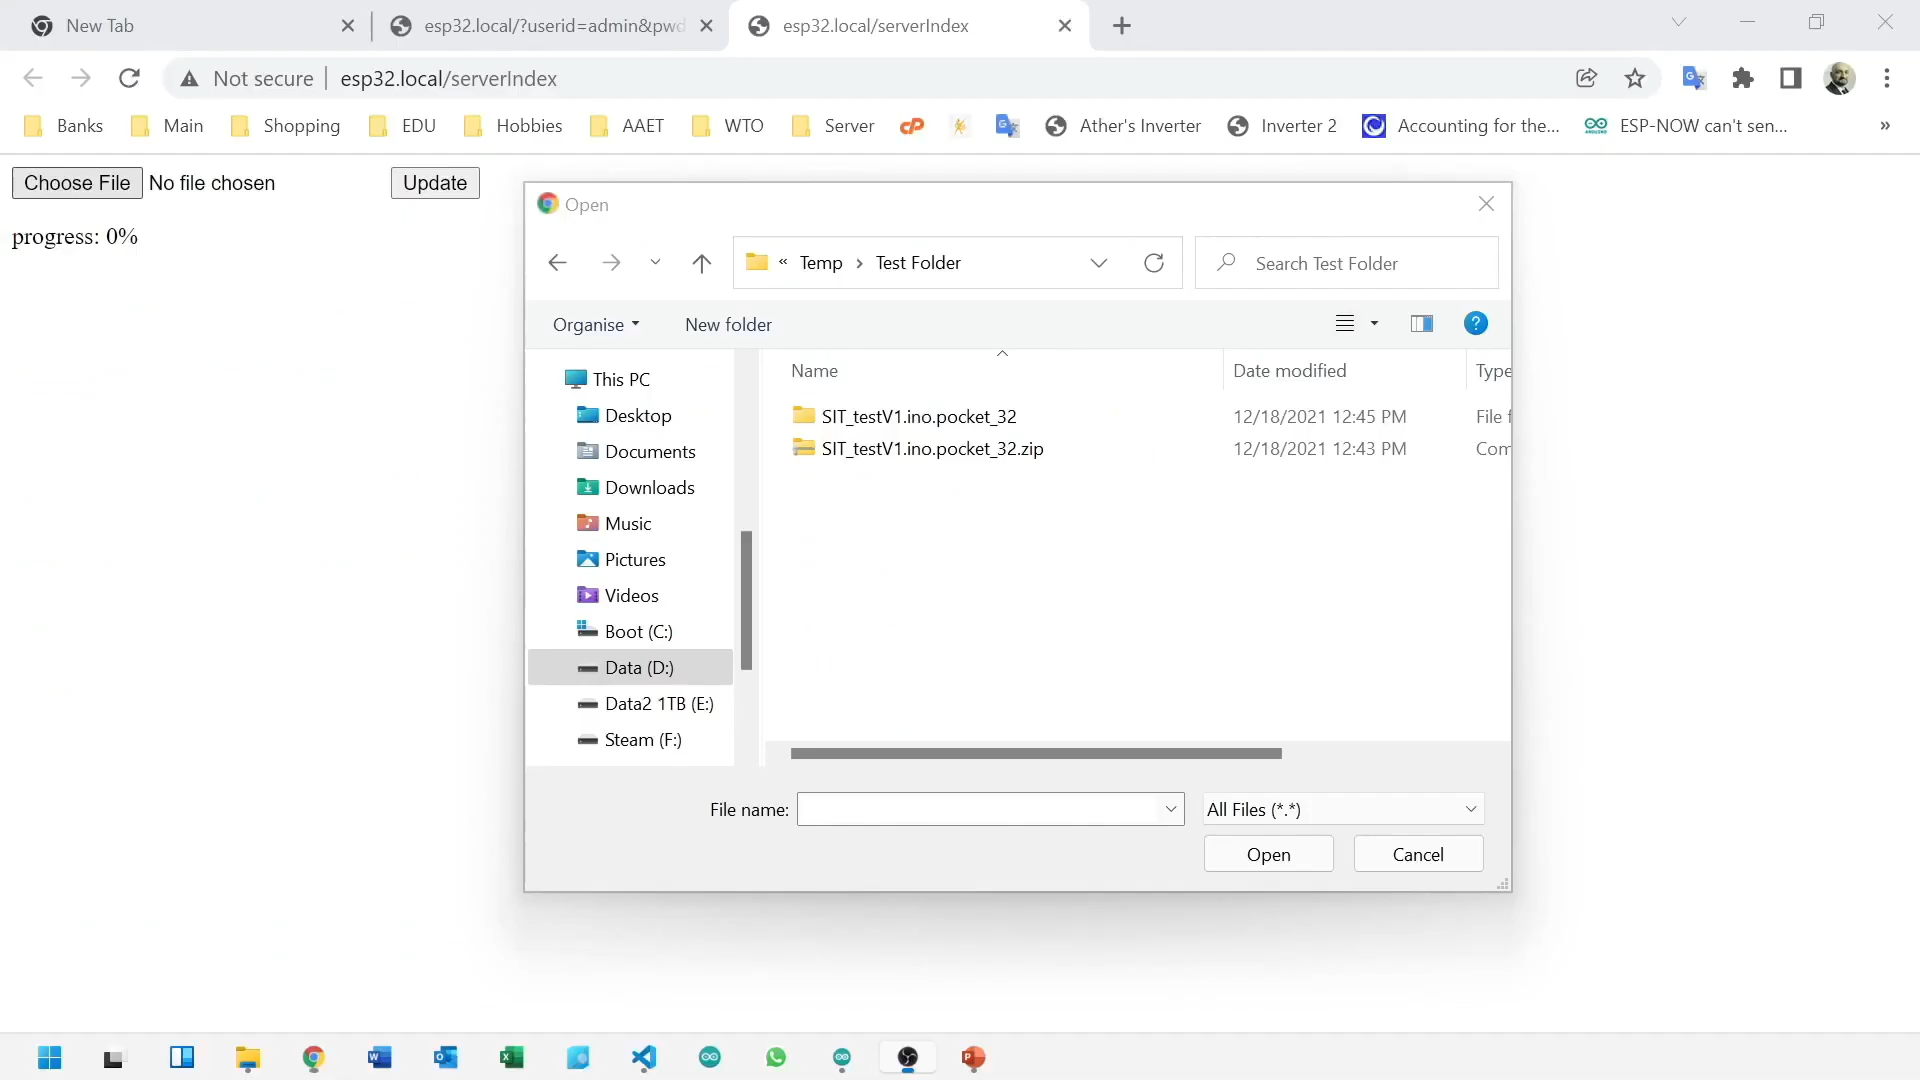 New Tab
esp32.local/?userid=admin&pwd
esp32.local/serverIndex
Not secure
esp32.local/serverIndex
Banks
Main
Shopping
EDU
Hobbies
AAET
WTO
Server
Ather's Inverter
Inverter 2
Accounting for the...
ESP-NOW can't sen...
»
Choose File No file chosen
Update
progress: 0%
Open
« Temp › Test Folder
Search Test Folder
Organise
New folder
This PC
Desktop
Documents
Downloads
Music
Pictures
Videos
Boot (C:)
Data (D:)
Data2 1TB (E:)
Steam (F:)
Name
Date modified
Type
SIT_testV1.ino.pocket_32
12/18/2021 12:45 PM
File f
SIT_testV1.ino.pocket_32.zip
12/18/2021 12:43 PM
Com
File name:
All Files (*.*)
Open
Cancel